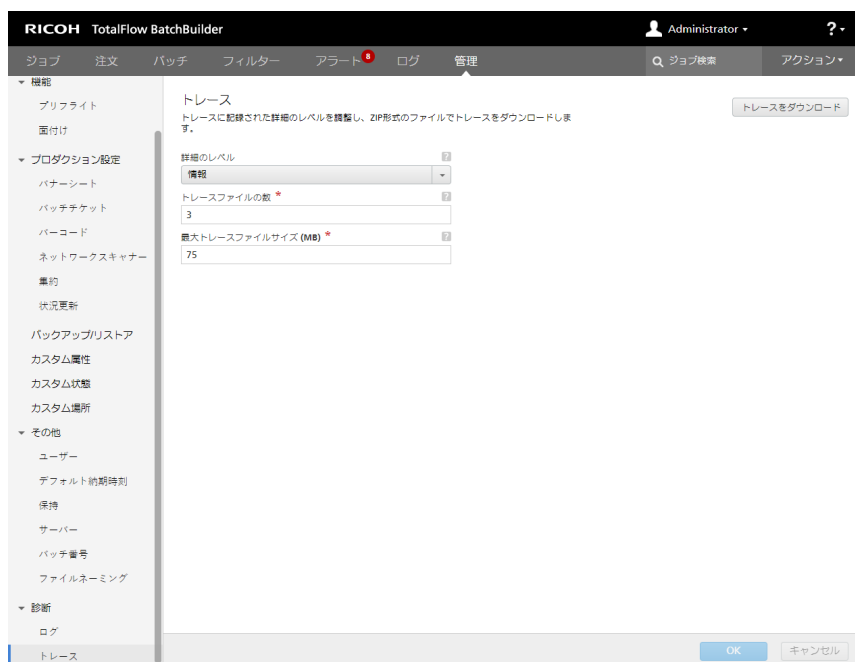 RICOH TotalFlow BatchBuilder
Administrator
?
ジョブ 注文 バッチ フィルター アラート 8 ログ 管理 ジョブ検索 アクション
機能
プリフライト
面付け
プロダクション設定
バナーシート
バッチチケット
バーコード
ネットワークスキャナー
集約
状況更新
バックアップ/リストア
カスタム属性
カスタム状態
カスタム場所
その他
ユーザー
デフォルト納期時刻
保持
サーバー
バッチ番号
ファイルネーミング
診断
ログ
トレース
トレース
トレースに記録された詳細のレベルを調整し、ZIP形式のファイルでトレースをダウンロードしま
す。
トレースをダウンロード
詳細のレベル ?
情報
トレースファイルの数 * ?
3
最大トレースファイルサイズ (MB) * ?
75
OK キャンセル